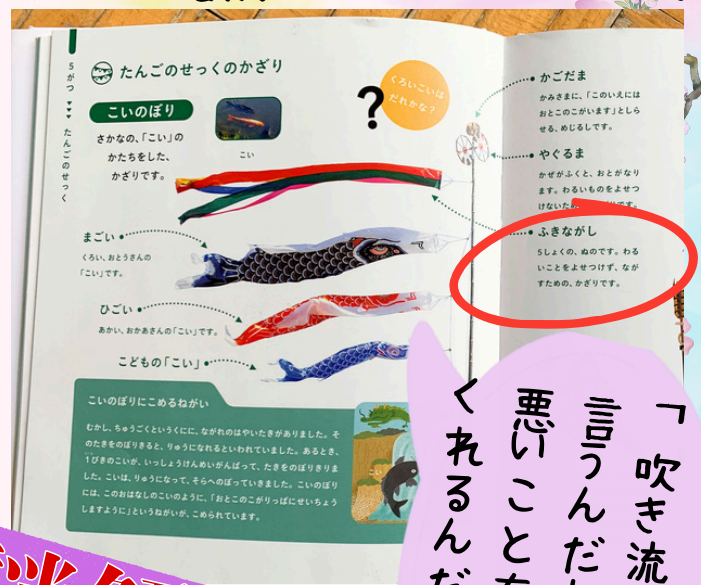 5がつ ▼▼▼ たんごのせっく
たんごのせっくのかざり
こいのぼり
さかなの、「こい」の
かたちをした、
かざりです。
こい
?
くろいこいは
だれかな?
まごい
くろい、おとうさんの
「こい」です。
ひごい
あかい、おかあさんの「こい」です。
こどもの「こい」
こいのぼりにこめるねがい
むかし、ちゅうごくというくにに、ながれのはやいたきがありました。そ
のたきをのぼりきると、りゅうになれるといわれていました。あるとき、
1ぴきのこいが、いっしょうけんめいがんばって、たきをのぼりきりま
した。こいは、りゅうになって、そらへのぼっていきました。こいのぼり
には、このおはなしのこいのように、「おとこのこがりっぱにせいちょう
しますように」というねがいが、こめられています。
こい
かごだま
かみさまに、「このいえには
おとこのこがいます」としら
せる、めじるしです。
やぐるま
かぜがふくと、おとがなり
ます。わるいものをよせつ
けないた
ふきながし
5しょくの、ぬのです。わる
いことをよせつけず、なが
すための、かざりです。
「吹き流
言うんだ
悪いこと
くれるんだ